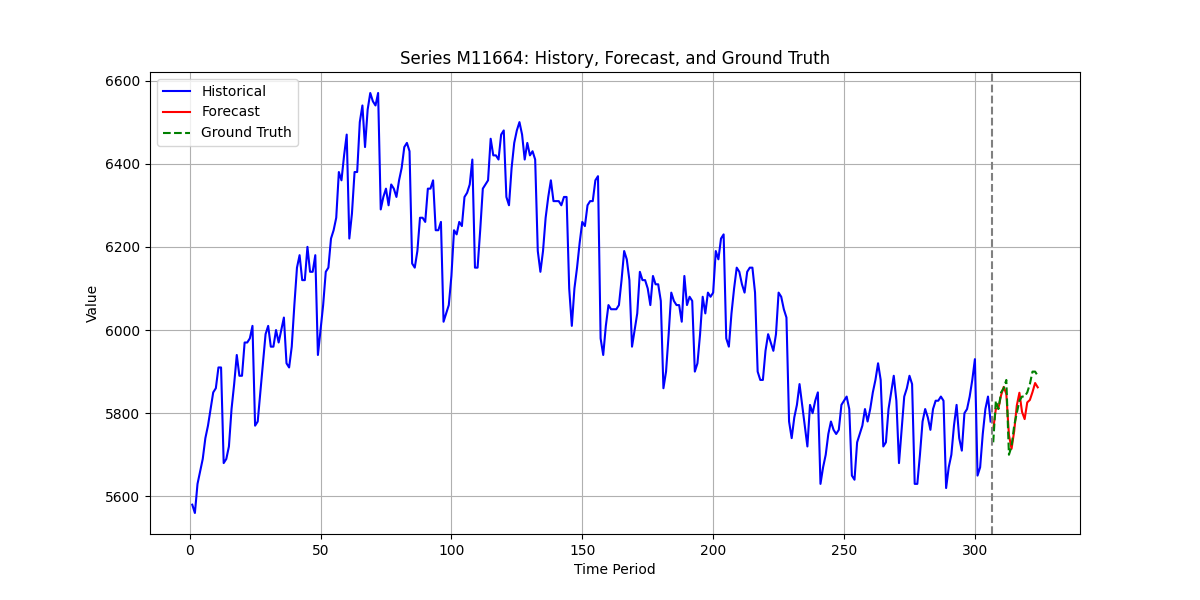 Series M11664: History, Forecast, and Ground Truth
Historical
Forecast
Ground Truth
Value
6600
6400
6200
6000
5800
5600
0 50 100 150 200 250 300
Time Period